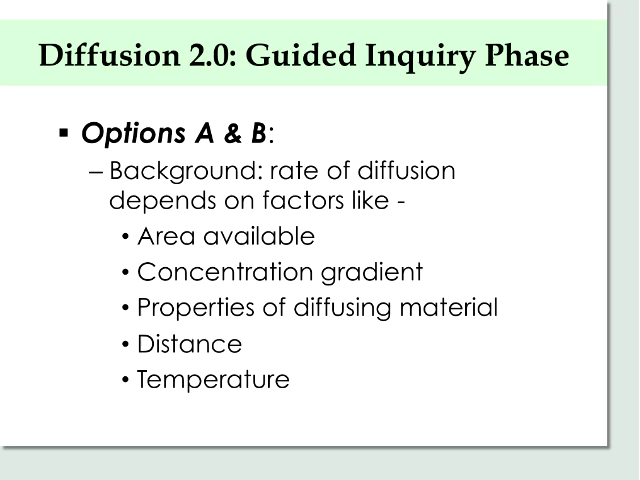 Diffusion 2.0: Guided Inquiry Phase
▪ Options A & B:
– Background: rate of diffusion
depends on factors like -
• Area available
• Concentration gradient
• Properties of diffusing material
• Distance
• Temperature